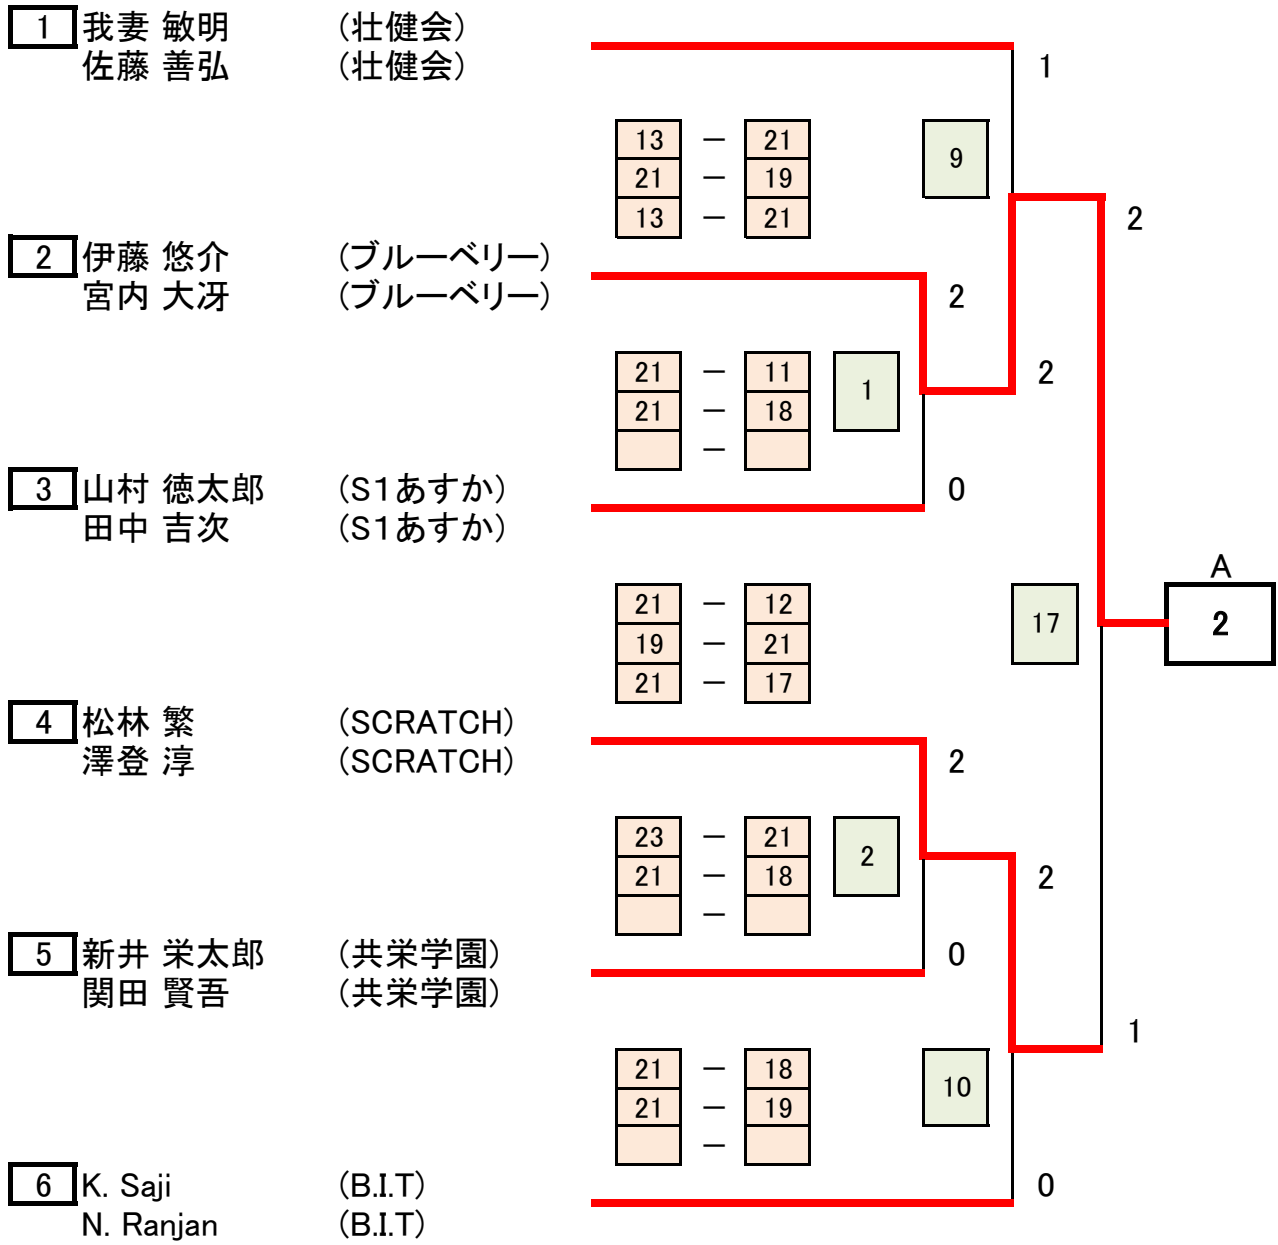 1 我妻 敏明 (壮健会)
佐藤 善弘 (壮健会)
1
13 － 21
9
21 － 19
13 － 21
2
2 伊藤 悠介 (ブルーベリー)
宮内 大冴 (ブルーベリー)
2
21 － 11
1
2
21 － 18
－
3 山村 徳太郎 (S1あすか)
0
田中 吉次 (S1あすか)
A
21 － 12
17
2
19 － 21
21 － 17
4 松林 繁 (SCRATCH)
澤登 淳 (SCRATCH)
2
23 － 21
2
21 － 18
2
－
5 新井 栄太郎 (共栄学園)
0
関田 賢吾 (共栄学園)
1
21 － 18
10
21 － 19
－
6 K. Saji (B.I.T)
0
N. Ranjan (B.I.T)